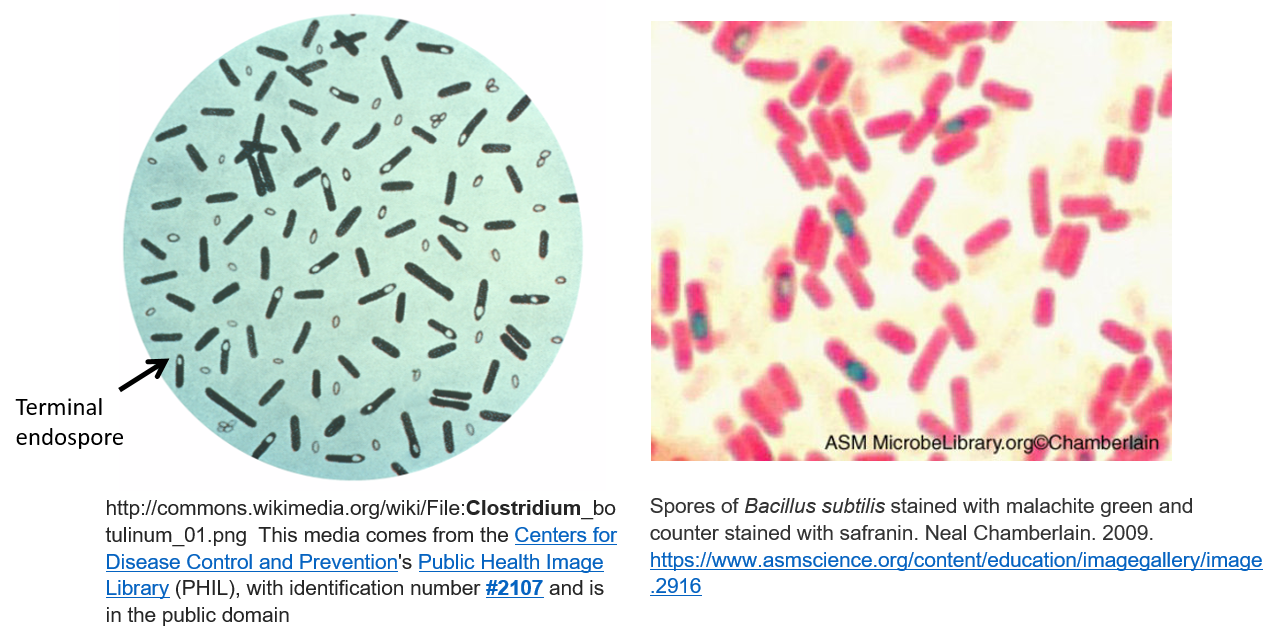 Terminal
endospore
ASM MicrobeLibrary.org©Chamberlain
http://commons.wikimedia.org/wiki/File:Clostridium_bo
tulinum_01.png  This media comes from the Centers for
Disease Control and Prevention's Public Health Image
Library (PHIL), with identification number #2107 and is
in the public domain
Spores of Bacillus subtilis stained with malachite green and
counter stained with safranin. Neal Chamberlain. 2009.
https://www.asmscience.org/content/education/imagegallery/image
.2916